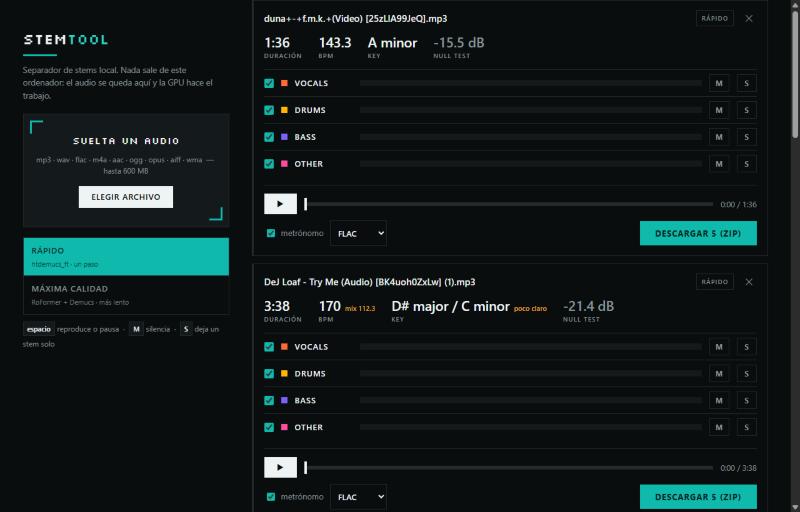 STEMTOOL
Separador de stems local. Nada sale de este
ordenador: el audio se queda aquí y la GPU hace el
trabajo.
SUELTA UN AUDIO
mp3 · wav · flac · m4a · aac · ogg · opus · aiff · wma —
hasta 600 MB
ELEGIR ARCHIVO
RÁPIDO
htdemucs_ft · un paso
MÁXIMA CALIDAD
RoFormer + Demucs · más lento
espacio reproduce o pausa · M silencia · S deja un
stem solo
duna+-+f.m.k.+(Video) [25zLIA99JeQ].mp3
RÁPIDO ×
1:36 143.3 A minor -15.5 dB
DURACIÓN BPM KEY NULL TEST
VOCALS M S
DRUMS M S
BASS M S
OTHER M S
0:00 / 1:36
metrónomo FLAC DESCARGAR 5 (ZIP)
DeJ Loaf - Try Me (Audio) [BK4uoh0ZxLw] (1).mp3
RÁPIDO ×
3:38 170 mix 112.3 D# major / C minor poco claro -21.4 dB
DURACIÓN BPM KEY NULL TEST
VOCALS M S
DRUMS M S
BASS M S
OTHER M S
0:00 / 3:38
metrónomo FLAC DESCARGAR 5 (ZIP)